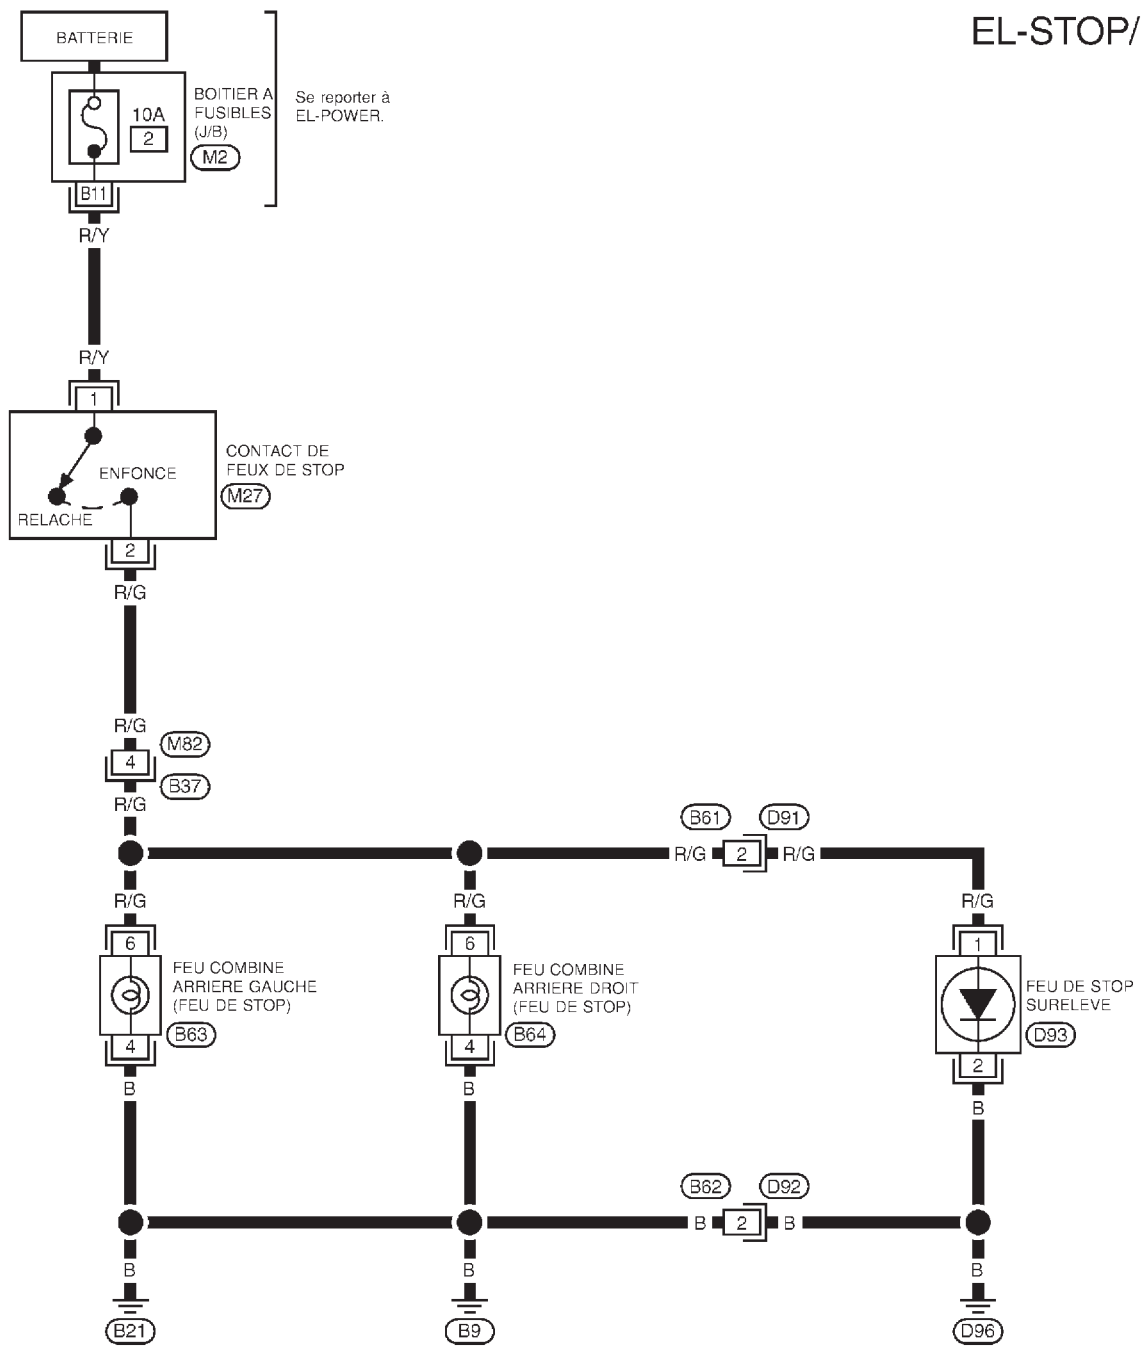 EL-STOP/
BATTERIE
BOITIER A
FUSIBLES
(J/B)
M2
10A
2
Se reporter à
EL-POWER.
B11
R/Y
R/Y
1
ENFONCE
RELACHE
CONTACT DE
FEUX DE STOP
M27
2
R/G
R/G
M82
4
B37
R/G
B61
D91
R/G
2
R/G
R/G
R/G
R/G
6
FEU COMBINE
ARRIERE GAUCHE
(FEU DE STOP)
B63
4
B
6
FEU COMBINE
ARRIERE DROIT
(FEU DE STOP)
B64
4
B
1
FEU DE STOP
SURELEVE
D93
2
B
B62
D92
B
2
B
B
B
B
B21
B9
D96